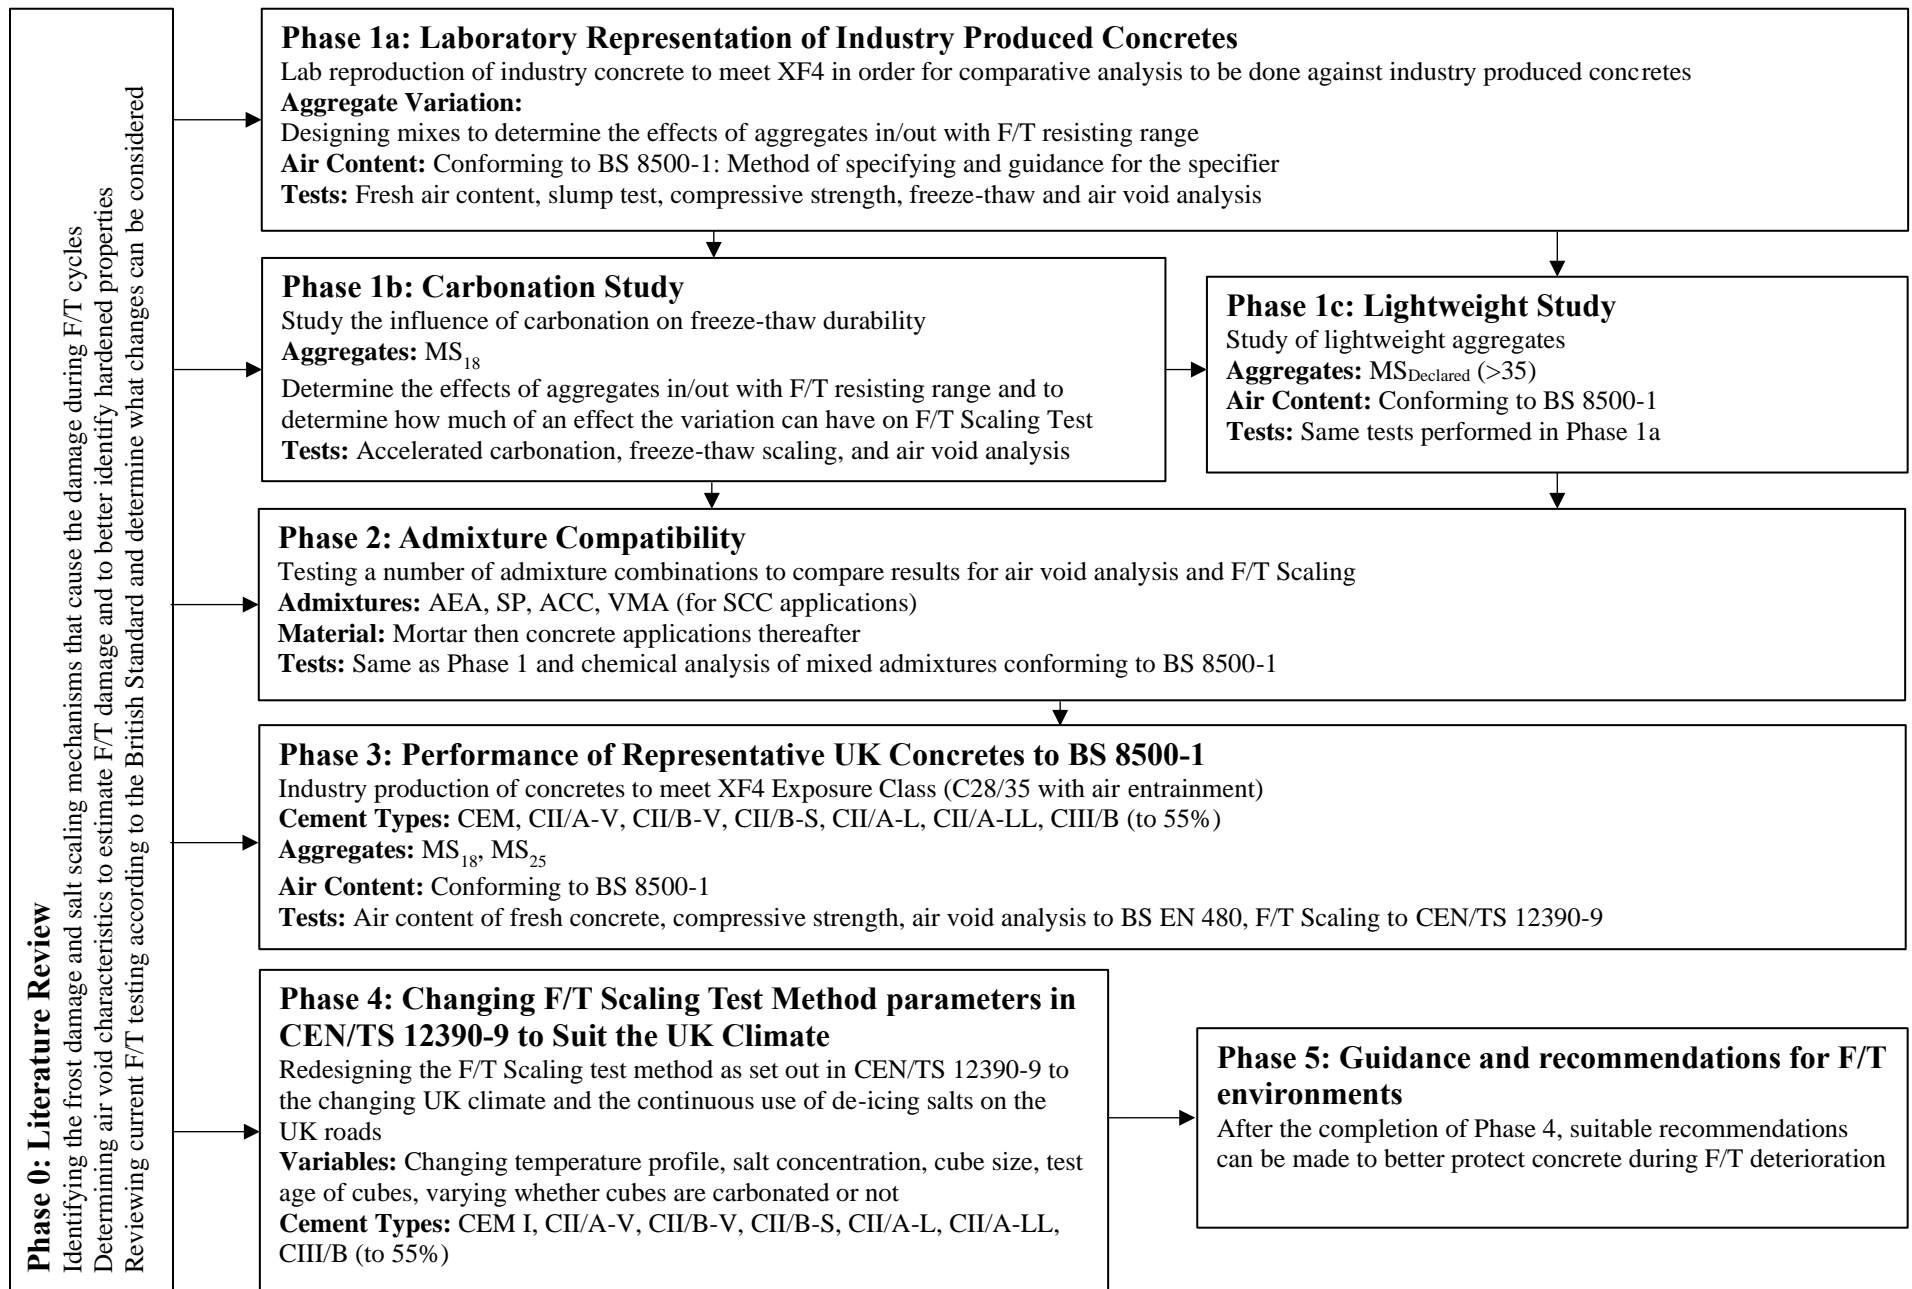 Phase 0: Literature Review
Identifying the frost damage and salt scaling mechanisms that cause the damage during F/T cycles
Determining air void characteristics to estimate F/T damage and to better identify hardened properties
Reviewing current F/T testing according to the British Standard and determine what changes can be considered
Phase 1a: Laboratory Representation of Industry Produced Concretes
Lab reproduction of industry concrete to meet XF4 in order for comparative analysis to be done against industry produced concretes
Aggregate Variation:
Designing mixes to determine the effects of aggregates in/out with F/T resisting range
Air Content: Conforming to BS 8500-1: Method of specifying and guidance for the specifier
Tests: Fresh air content, slump test, compressive strength, freeze-thaw and air void analysis
Phase 1b: Carbonation Study
Study the influence of carbonation on freeze-thaw durability
Aggregates: MS18
Determine the effects of aggregates in/out with F/T resisting range and to
determine how much of an effect the variation can have on F/T Scaling Test
Tests: Accelerated carbonation, freeze-thaw scaling, and air void analysis
Phase 1c: Lightweight Study
Study of lightweight aggregates
Aggregates: MSDeclared (>35)
Air Content: Conforming to BS 8500-1
Tests: Same tests performed in Phase 1a
Phase 2: Admixture Compatibility
Testing a number of admixture combinations to compare results for air void analysis and F/T Scaling
Admixtures: AEA, SP, ACC, VMA (for SCC applications)
Material: Mortar then concrete applications thereafter
Tests: Same as Phase 1 and chemical analysis of mixed admixtures conforming to BS 8500-1
Phase 3: Performance of Representative UK Concretes to BS 8500-1
Industry production of concretes to meet XF4 Exposure Class (C28/35 with air entrainment)
Cement Types: CEM, CII/A-V, CII/B-V, CII/B-S, CII/A-L, CII/A-LL, CIII/B (to 55%)
Aggregates: MS18, MS25
Air Content: Conforming to BS 8500-1
Tests: Air content of fresh concrete, compressive strength, air void analysis to BS EN 480, F/T Scaling to CEN/TS 12390-9
Phase 4: Changing F/T Scaling Test Method parameters in
CEN/TS 12390-9 to Suit the UK Climate
Redesigning the F/T Scaling test method as set out in CEN/TS 12390-9 to
the changing UK climate and the continuous use of de-icing salts on the
UK roads
Variables: Changing temperature profile, salt concentration, cube size, test
age of cubes, varying whether cubes are carbonated or not
Cement Types: CEM I, CII/A-V, CII/B-V, CII/B-S, CII/A-L, CII/A-LL,
CIII/B (to 55%)
Phase 5: Guidance and recommendations for F/T
environments
After the completion of Phase 4, suitable recommendations
can be made to better protect concrete during F/T deterioration